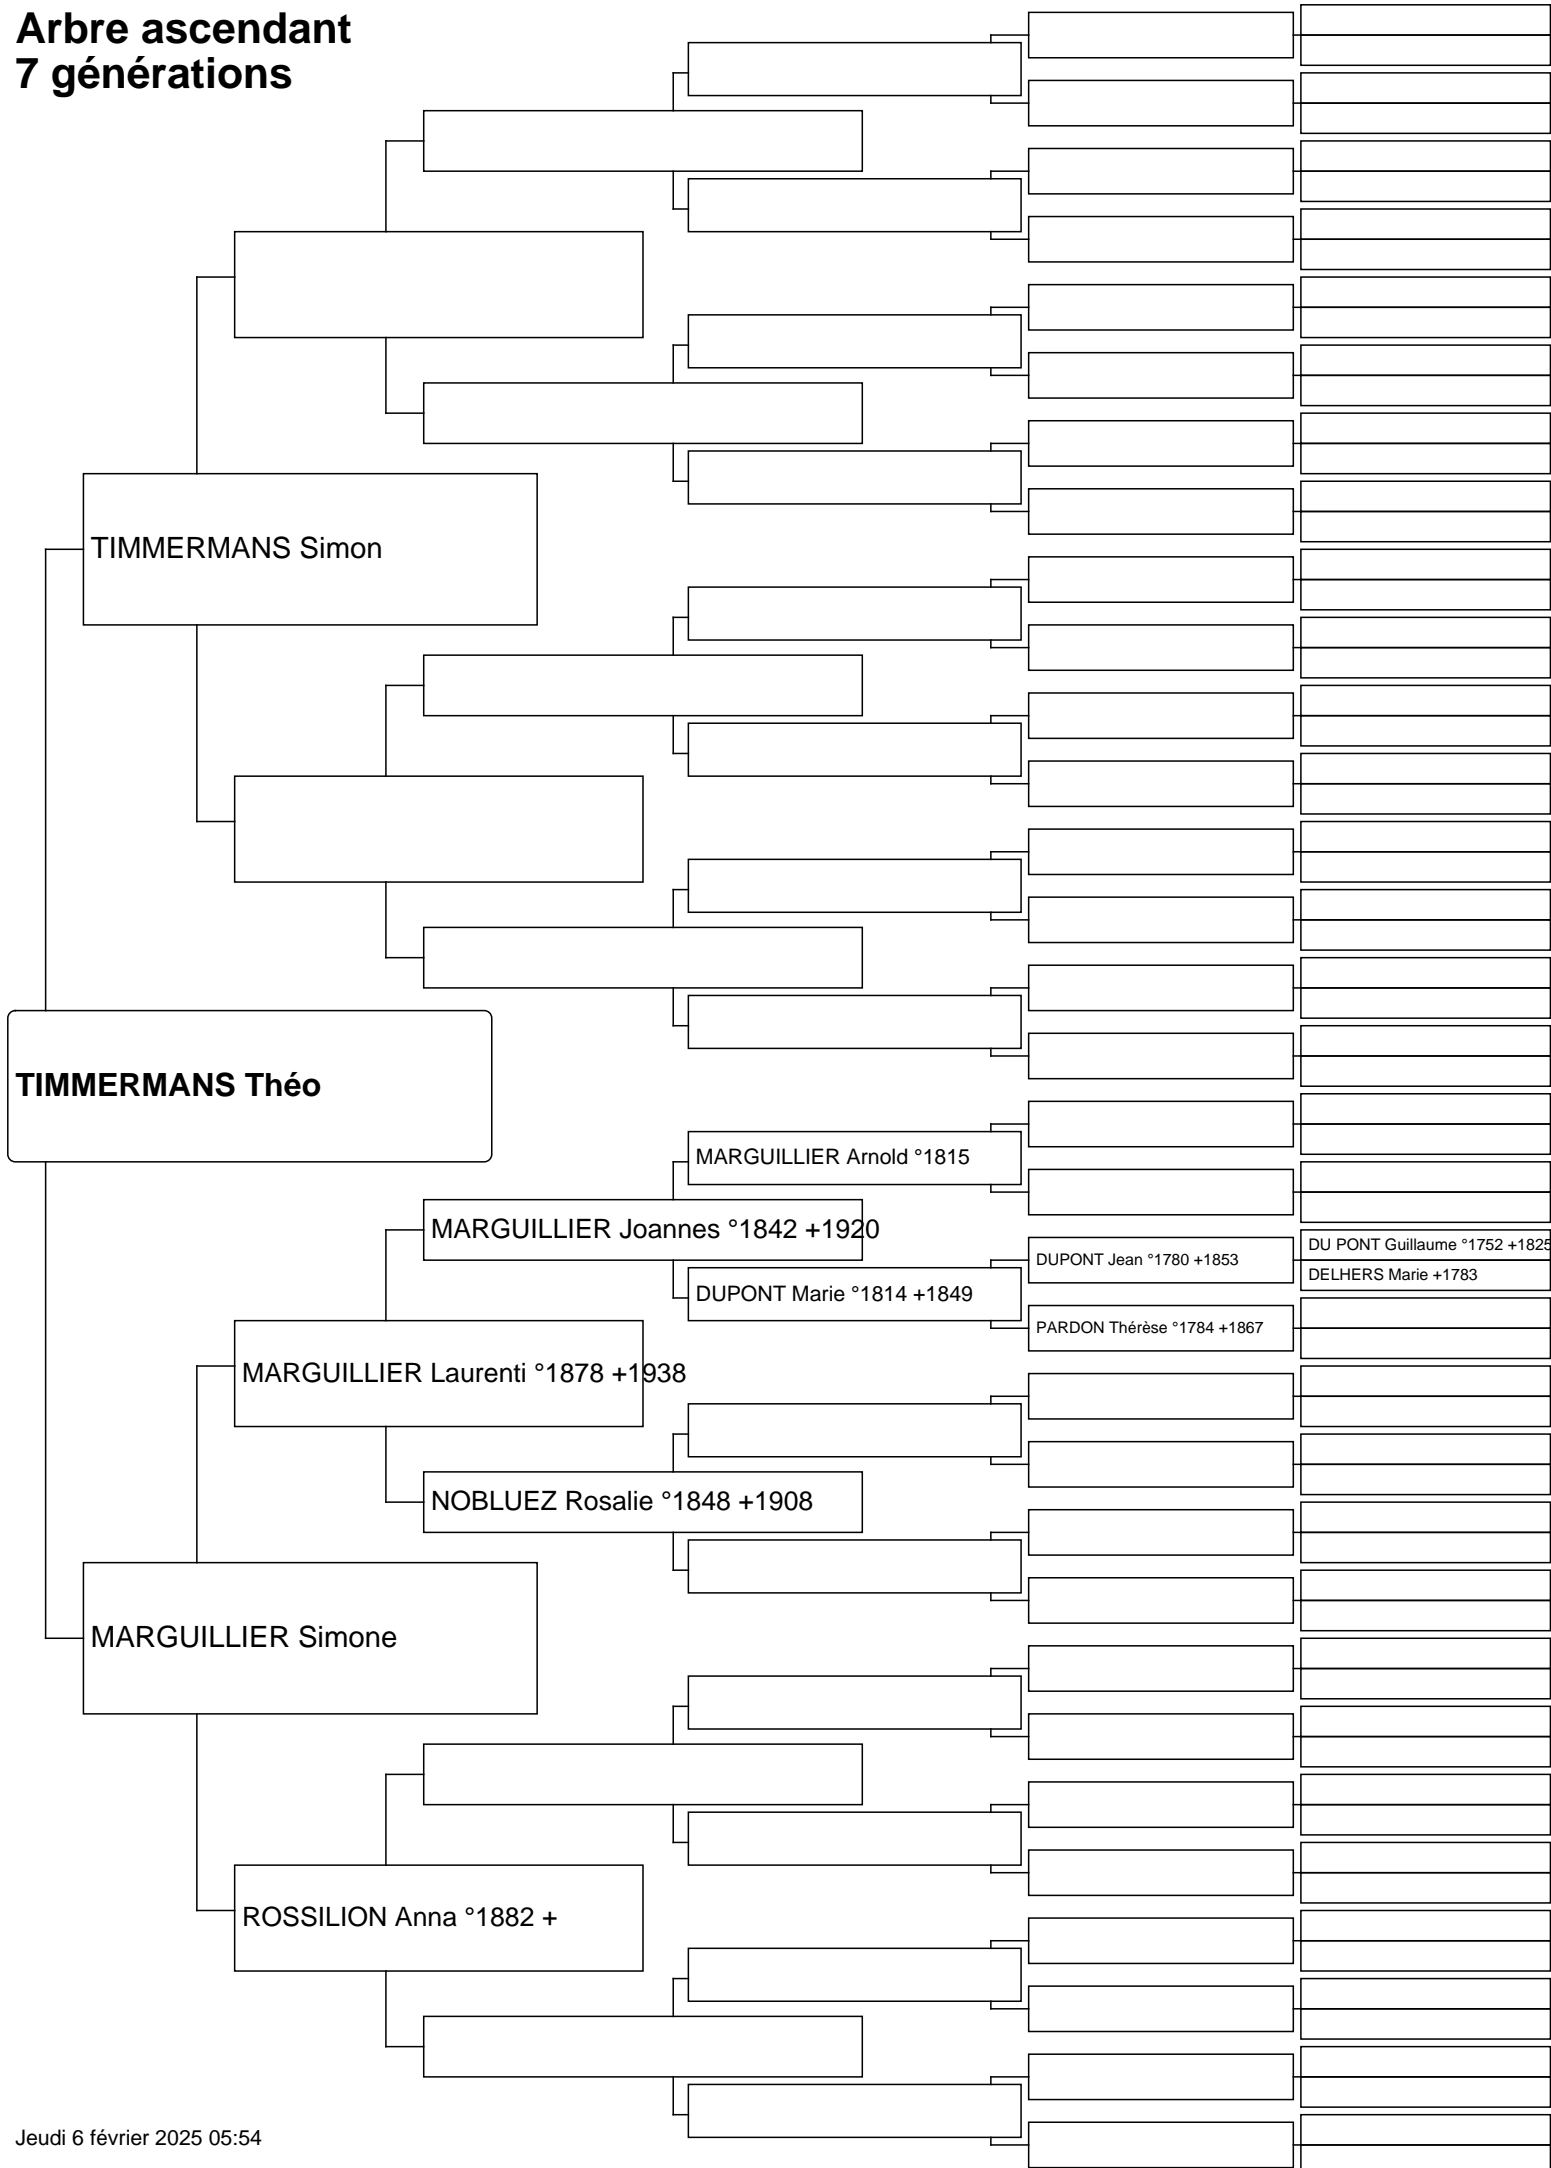 Arbre ascendant
7 générations
TIMMERMANS Simon
TIMMERMANS Théo
MARGUILLIER Arnold °1815
MARGUILLIER Joannes °1842 +1920
DU PONT Guillaume °1752 +1825
DUPONT Jean °1780 +1853
DELHERS Marie +1783
DUPONT Marie °1814 +1849
PARDON Thérèse °1784 +1867
MARGUILLIER Laurenti °1878 +1938
NOBLUEZ Rosalie °1848 +1908
MARGUILLIER Simone
ROSSILION Anna °1882 +
Jeudi 6 février 2025 05:54